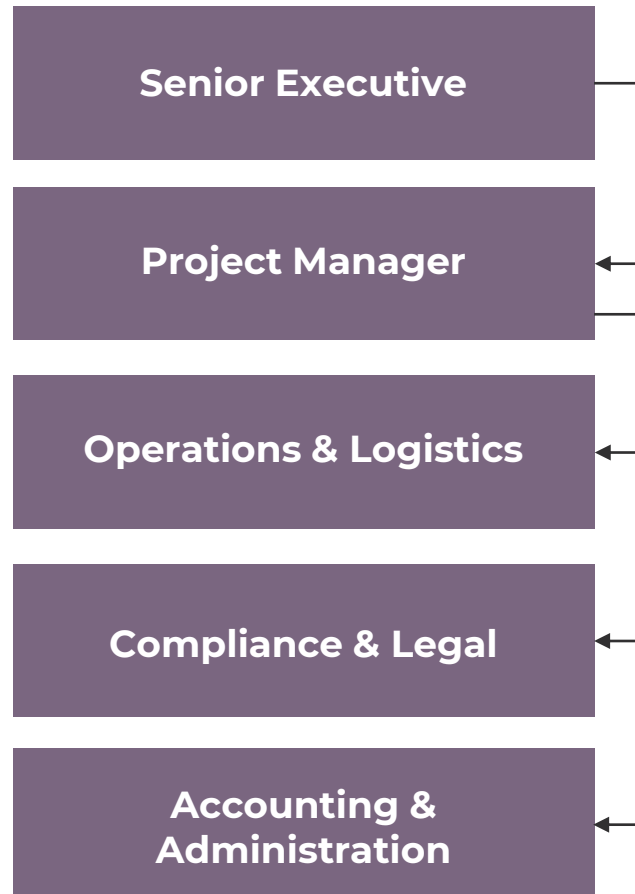 Senior Executive
Project Manager
Operations & Logistics
Compliance & Legal
Accounting &
Administration